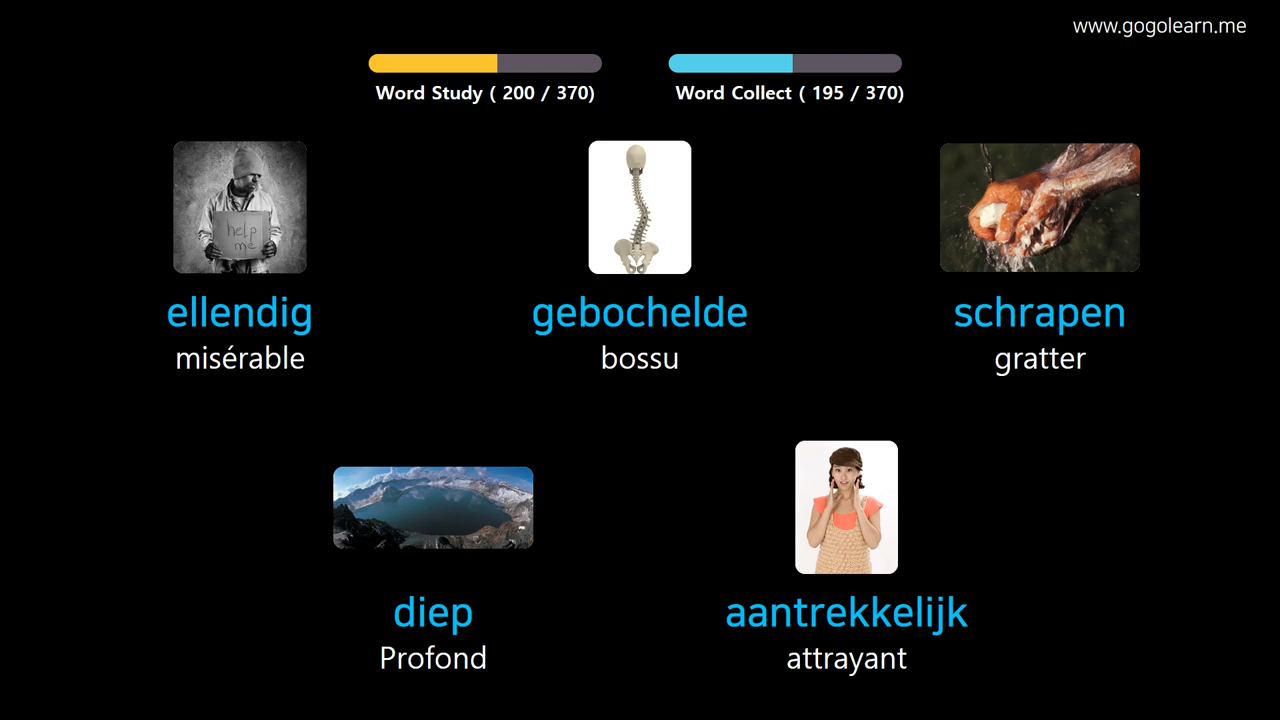 www.gogolearn.me
Word Study ( 200 / 370)
Word Collect ( 195 / 370)
help
me
ellendig
misérable
gebochelde
bossu
schrapen
gratter
diep
Profond
aantrekkelijk
attrayant